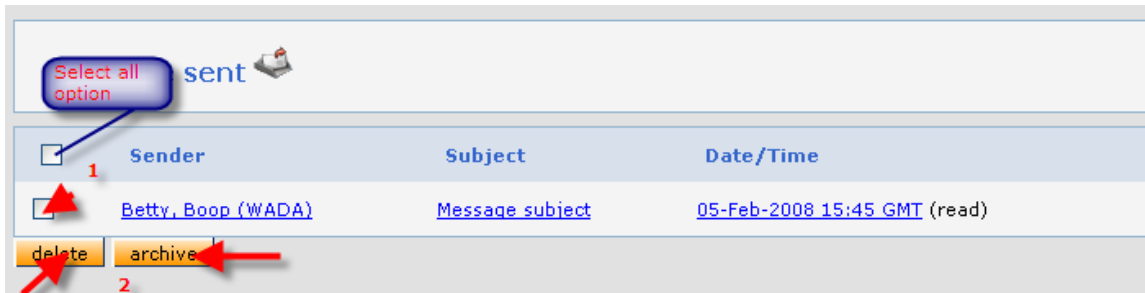 Select all
option
sent
Sender Subject Date/Time
1
Betty, Boop (WADA) Message subject 05-Feb-2008 15:45 GMT (read)
delete archive
2